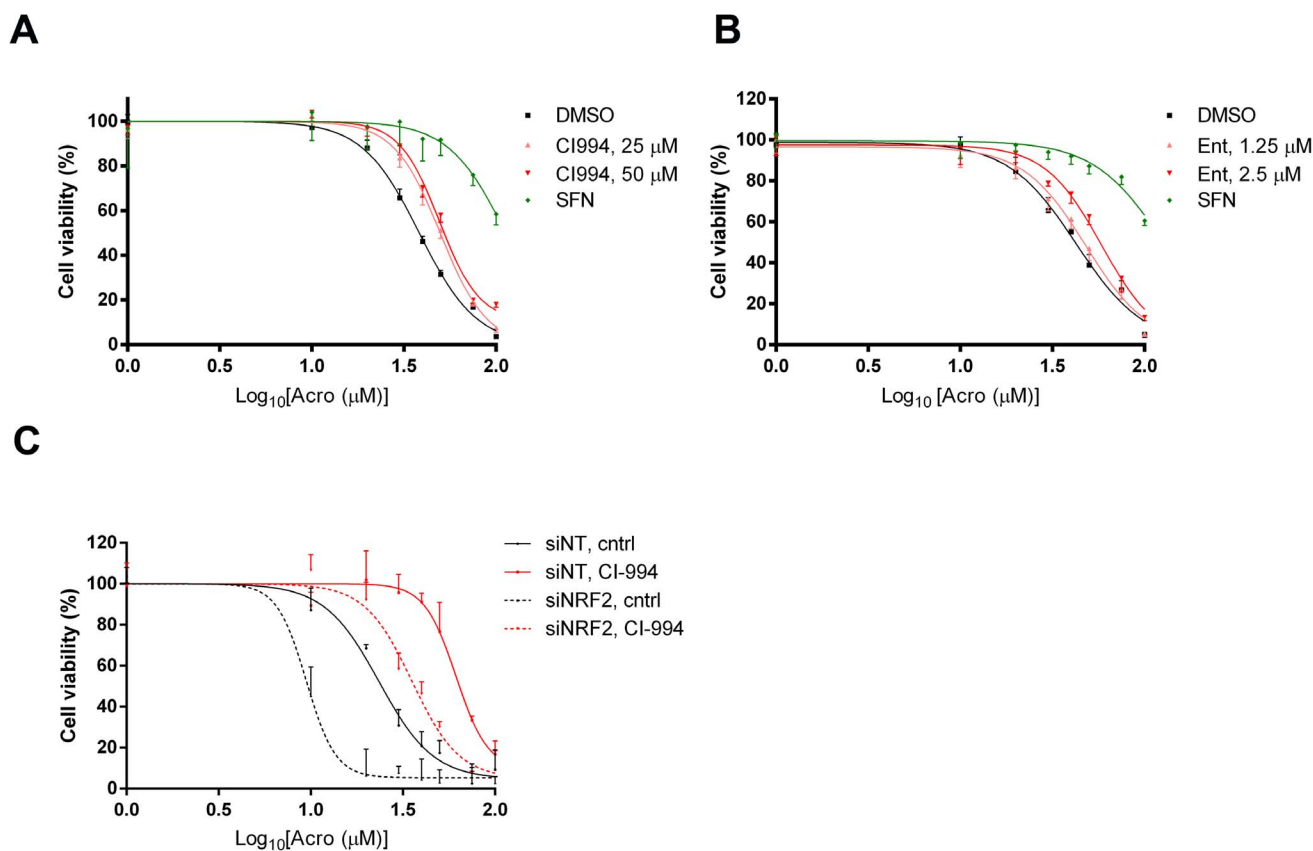 A
Cell viability (%)
100
80
60
40
20
0
0.0 0.5 1.0 1.5 2.0
Log10[Acro (μM)]
DMSO
CI994, 25 μM
CI994, 50 μM
SFN
B
Cell viability (%)
120
100
80
60
40
20
0
0.0 0.5 1.0 1.5 2.0
Log10 [Acro (μM)]
DMSO
Ent, 1.25 μM
Ent, 2.5 μM
SFN
C
Cell viability (%)
120
100
80
60
40
20
0
0.0 0.5 1.0 1.5 2.0
Log10[Acro (μM)]
siNT, cntrl
siNT, CI-994
siNRF2, cntrl
siNRF2, CI-994